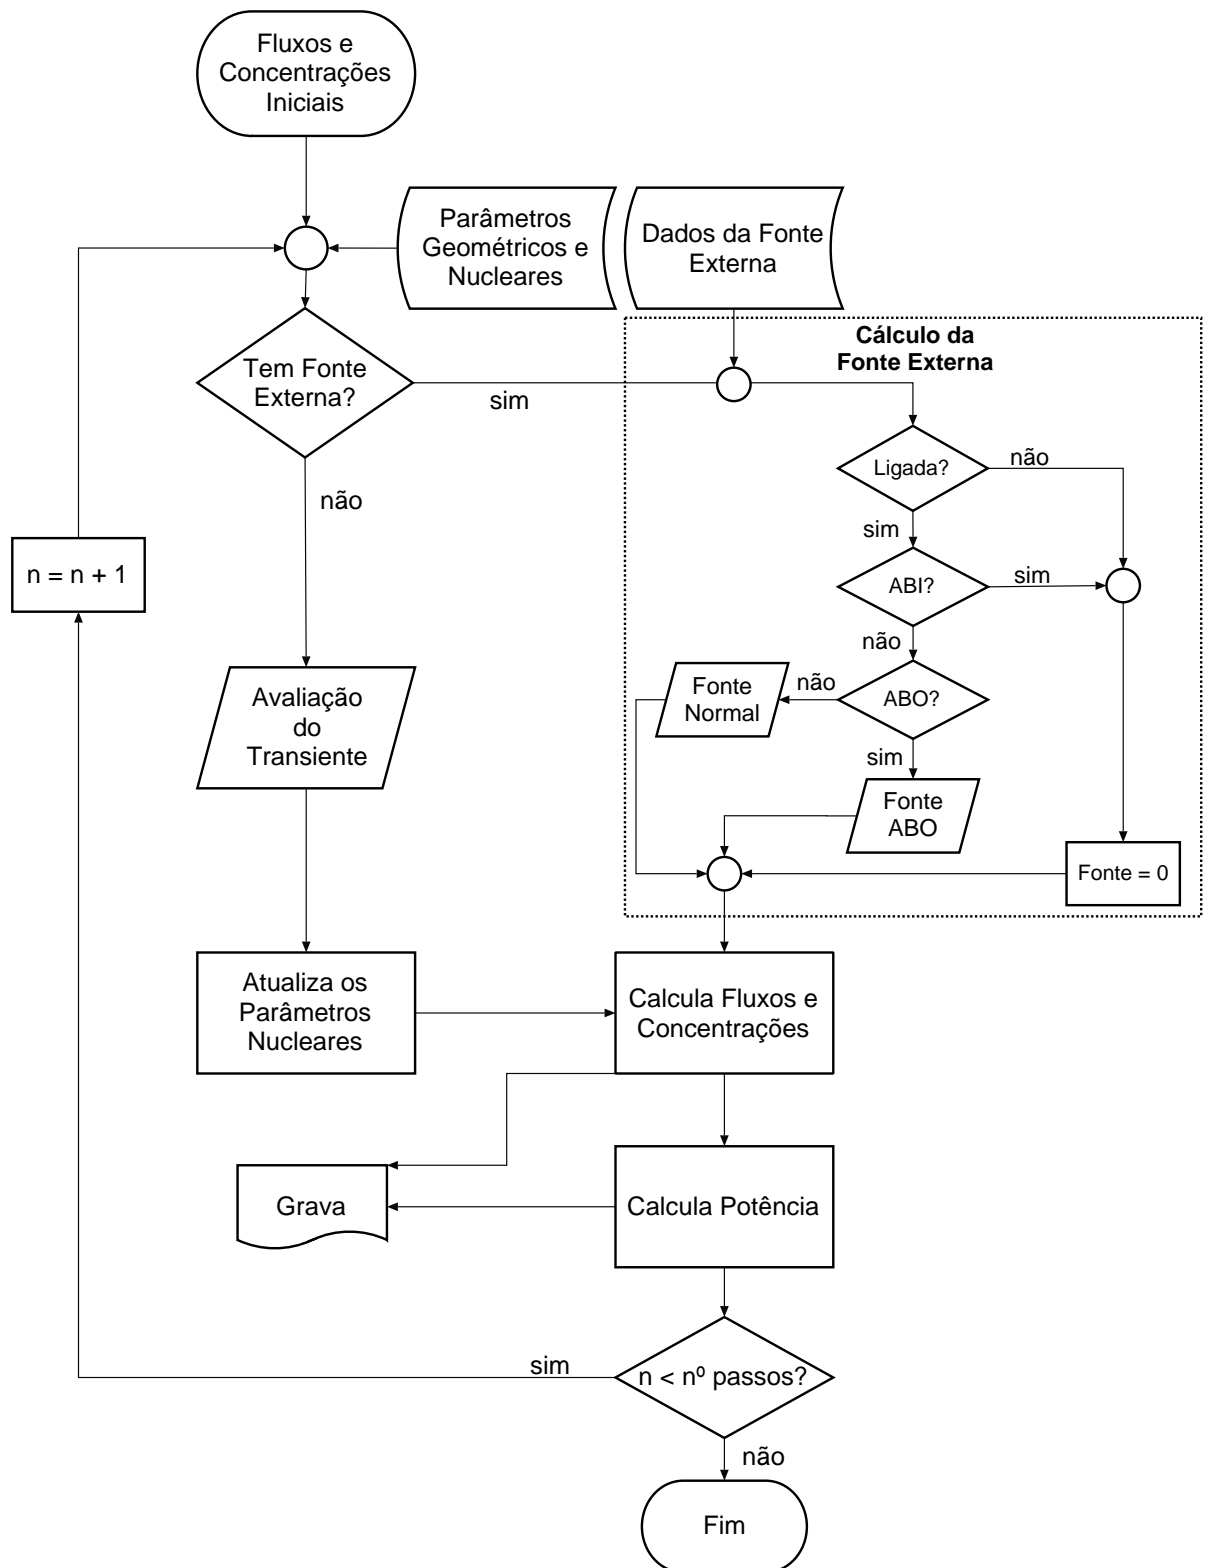 Fluxos e
Concentrações
Iniciais
Parâmetros
Geométricos e
Nucleares
Dados da Fonte
Externa
Cálculo da
Fonte Externa
Tem Fonte
Externa?
sim
não
Ligada?
não
sim
n = n + 1
ABI?
sim
não
Avaliação
do
Transiente
Fonte
Normal
não
ABO?
sim
Fonte
ABO
Fonte = 0
Atualiza os
Parâmetros
Nucleares
Calcula Fluxos e
Concentrações
Grava
Calcula Potência
sim
n < nº passos?
não
Fim